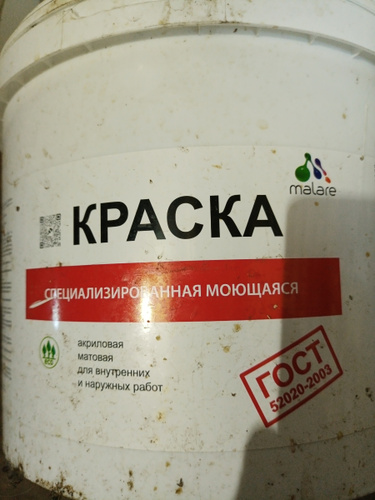 malare
КРАСКА
СПЕЦИАЛИЗИРОВАННАЯ МОЮЩАЯСЯ
акриловая
матовая
для внутренних
и наружных работ
ГОСТ
52020-2003